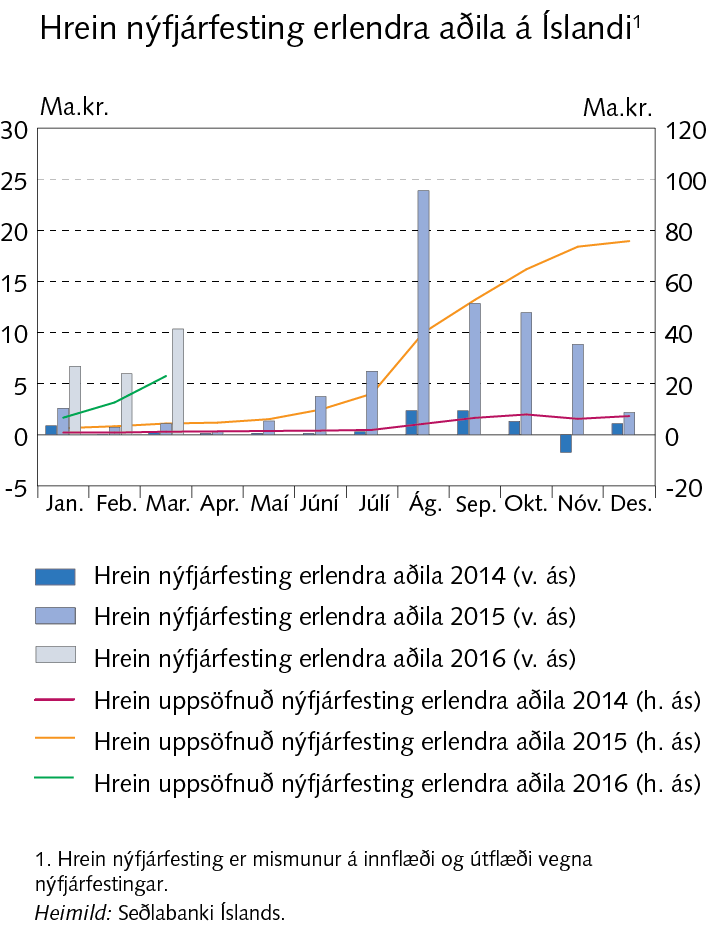 Hrein nýfjárfesting erlendra aðila á Íslandi¹
Ma.kr. Ma.kr.
30 120
25 100
20 80
15 60
10 40
5 20
0 0
-5 -20
Jan. Feb. Mar. Apr. Maí Júní Júlí Ág. Sep. Okt. Nóv. Des.
Hrein nýfjárfesting erlendra aðila 2014 (v. ás)
Hrein nýfjárfesting erlendra aðila 2015 (v. ás)
Hrein nýfjárfesting erlendra aðila 2016 (v. ás)
Hrein uppsöfnuð nýfjárfesting erlendra aðila 2014 (h. ás)
Hrein uppsöfnuð nýfjárfesting erlendra aðila 2015 (h. ás)
Hrein uppsöfnuð nýfjárfesting erlendra aðila 2016 (h. ás)
1. Hrein nýfjárfesting er mismunur á innflæði og útflæði vegna
nýfjárfestingar.
Heimild: Seðlabanki Íslands.